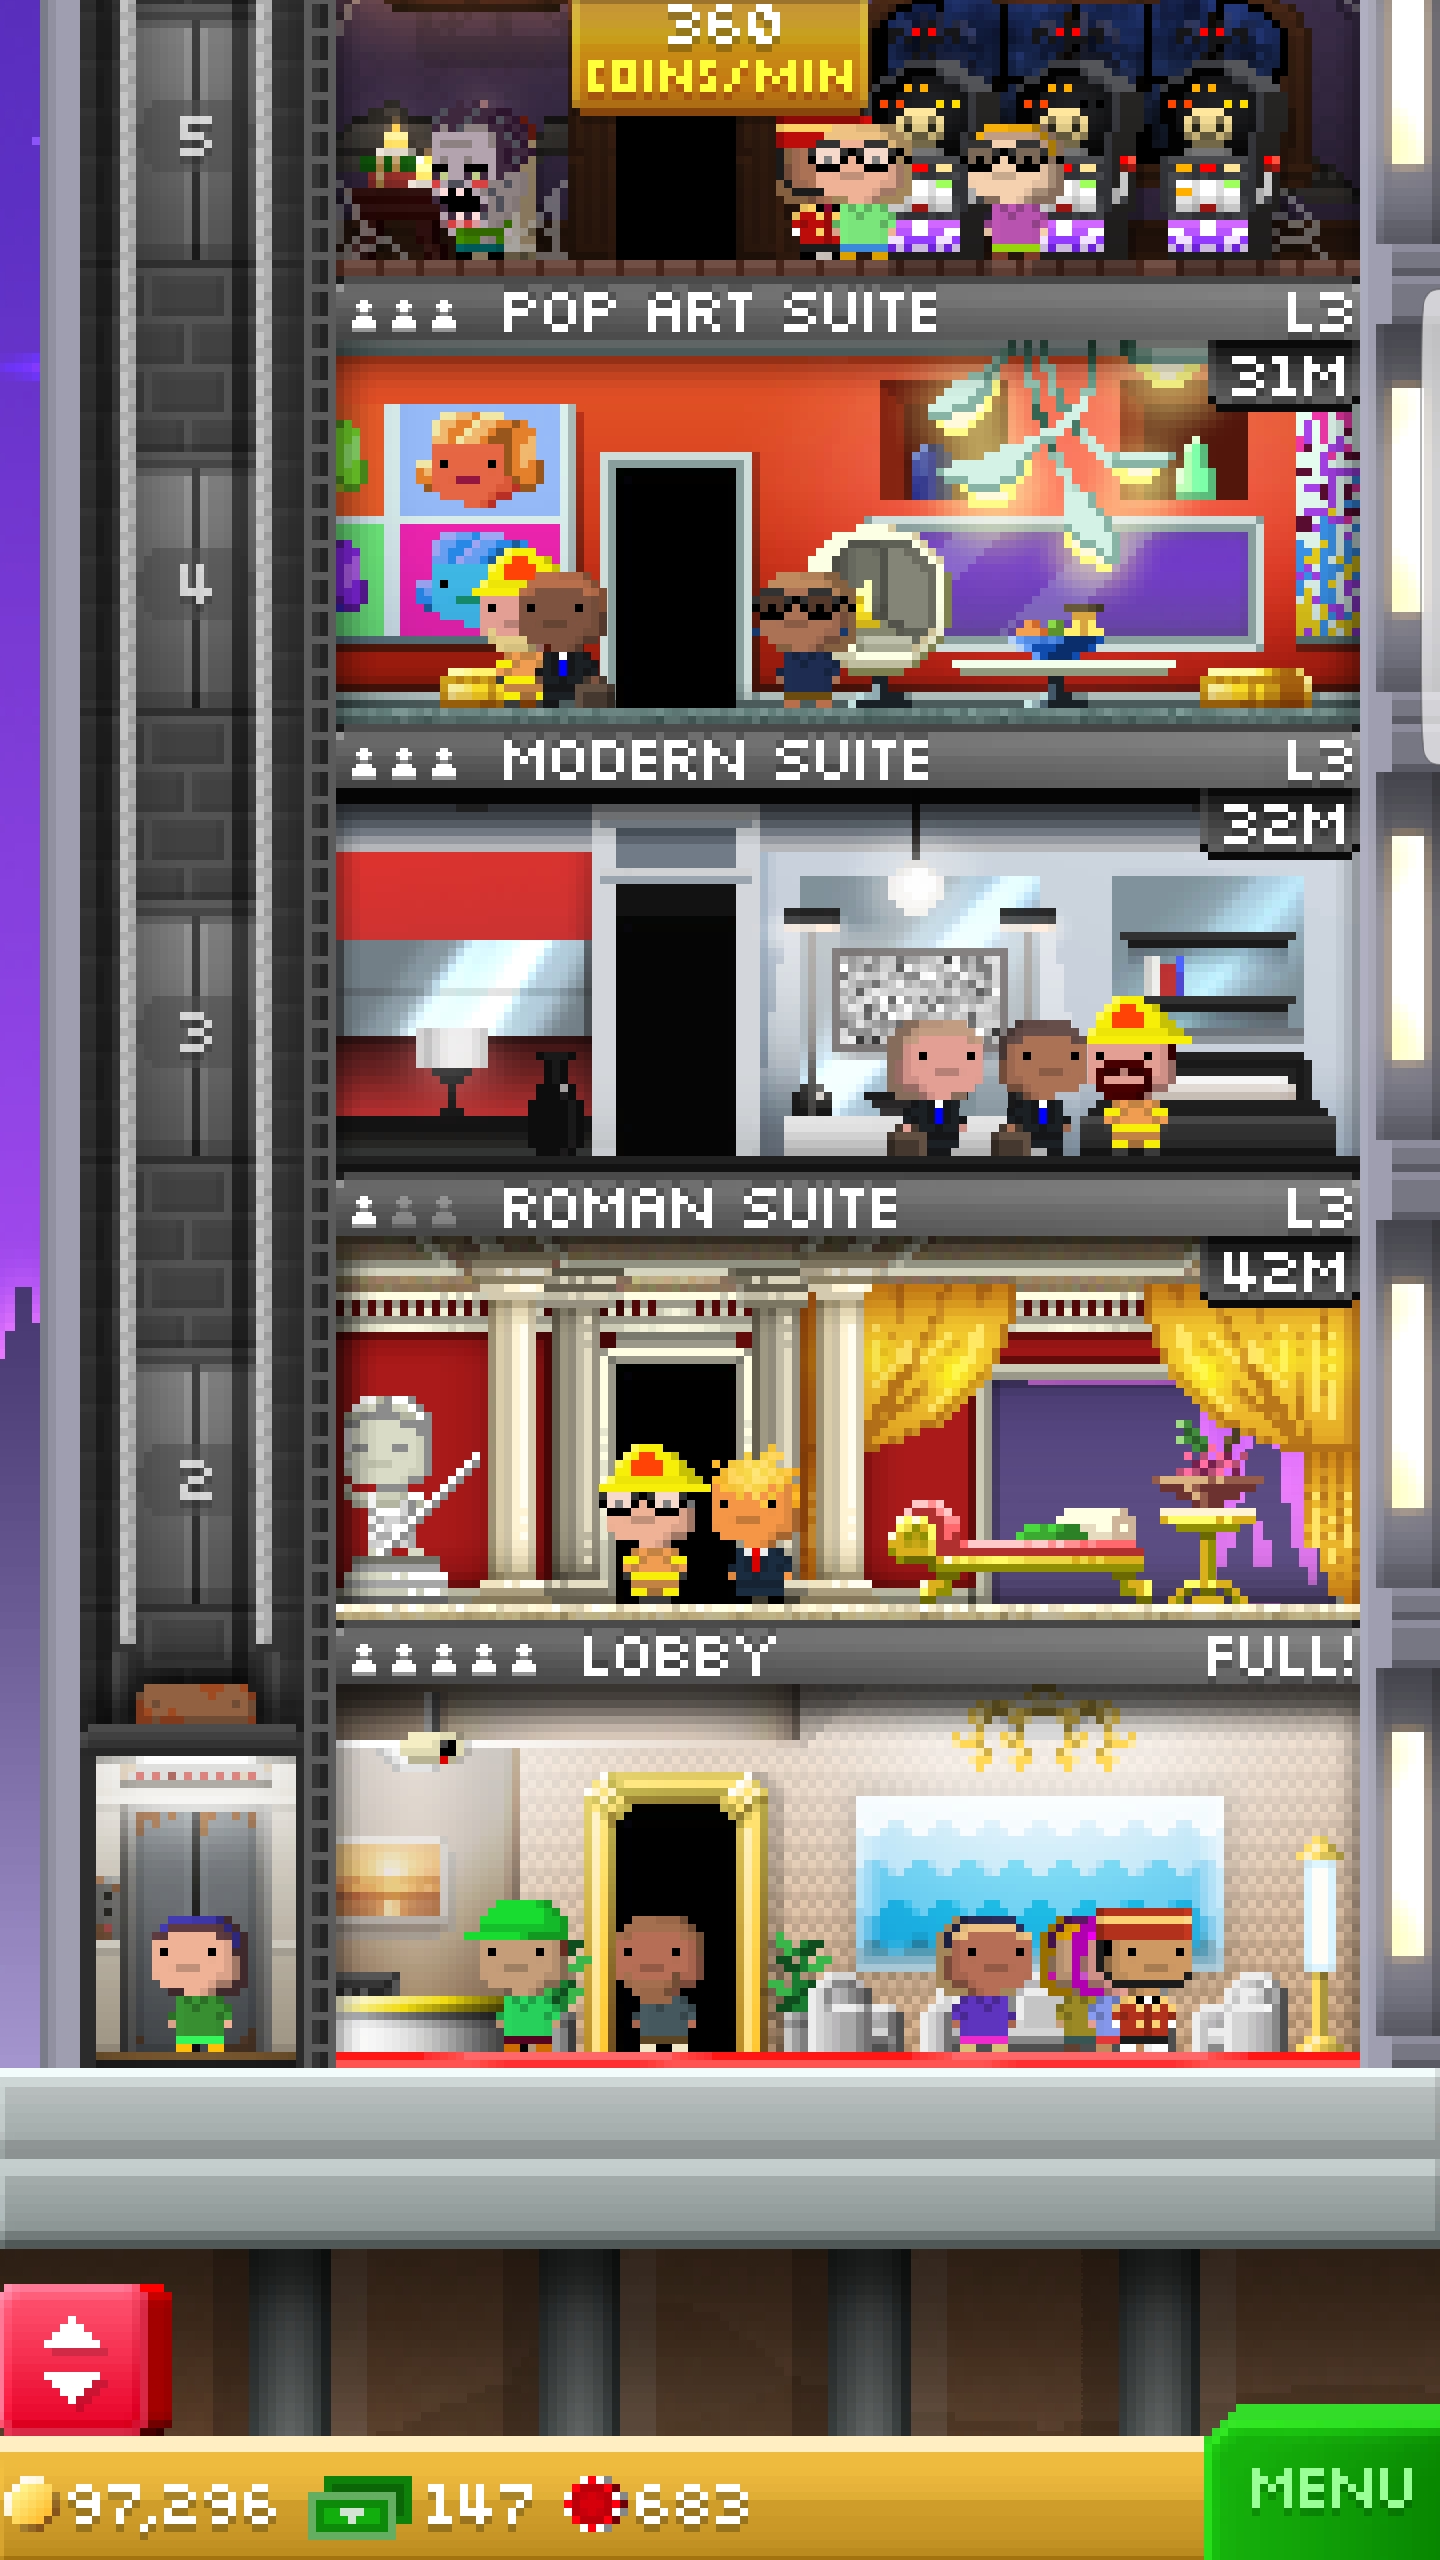 360
COINS/MIN
5
POP ART SUITE L3
31M
4
MODERN SUITE L3
32M
3
ROMAN SUITE L3
42M
2
LOBBY FULL!
97,296 147 683
MENU